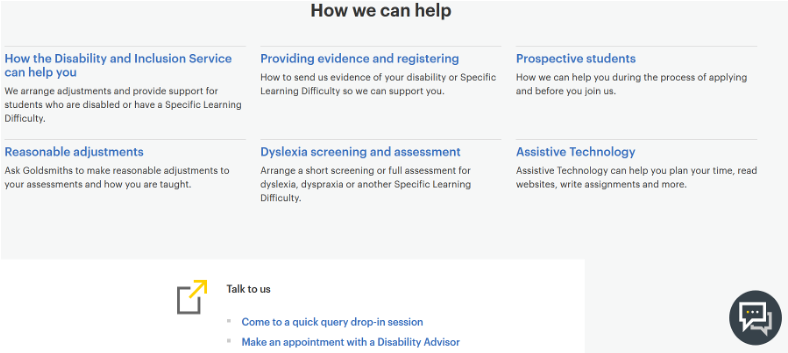 How we can help
How the Disability and Inclusion Service
can help you
We arrange adjustments and provide support for
students who are disabled or have a Specific Learning
Difficulty.
Providing evidence and registering
How to send us evidence of your disability or Specific
Learning Difficulty so we can support you.
Prospective students
How we can help you during the process of applying
and before you join us.
Reasonable adjustments
Ask Goldsmiths to make reasonable adjustments to
your assessments and how you are taught.
Dyslexia screening and assessment
Arrange a short screening or full assessment for
dyslexia, dyspraxia or another Specific Learning
Difficulty.
Assistive Technology
Assistive Technology can help you plan your time, read
websites, write assignments and more.
Talk to us
Come to a quick query drop-in session
Make an appointment with a Disability Advisor